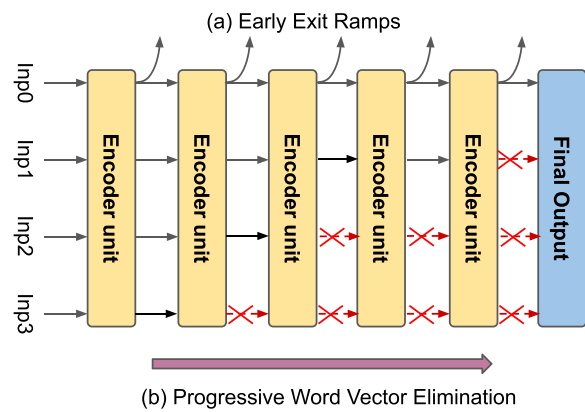 (a) Early Exit Ramps
Inp0
Inp1
Inp2
Inp3
Encoder unit
Encoder unit
Encoder unit
Encoder unit
Encoder unit
Final Output
(b) Progressive Word Vector Elimination